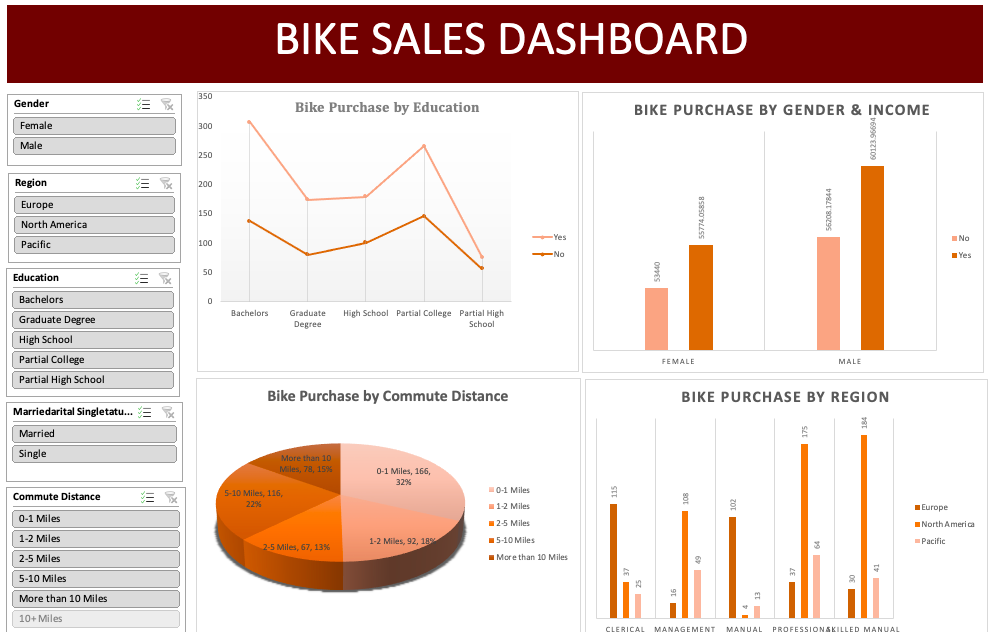 BIKE SALES DASHBOARD
Gender
Female
Male
Region
Europe
North America
Pacific
Education
Bachelors
Graduate Degree
High School
Partial College
Partial High School
Marriedarital Singletatu...
Married
Single
Commute Distance
0-1 Miles
1-2 Miles
2-5 Miles
5-10 Miles
More than 10 Miles
10+ Miles
Bike Purchase by Education
350
300
250
200
150
100
50
0
Bachelors
Graduate
Degree
High School
Partial College
Partial High
School
Yes
No
BIKE PURCHASE BY GENDER & INCOME
53440
55774.05858
56208.17844
60123.96694
FEMALE
MALE
No
Yes
Bike Purchase by Commute Distance
More than 10
Miles, 78, 15%
0-1 Miles, 166,
32%
5-10 Miles, 116,
22%
2-5 Miles, 67, 13%
1-2 Miles, 92, 18%
0-1 Miles
1-2 Miles
2-5 Miles
5-10 Miles
More than 10 Miles
BIKE PURCHASE BY REGION
115
37
25
16
108
49
102
4
13
37
175
64
30
184
41
CLERICAL
MANAGEMENT
MANUAL
PROFESSIONAL
SKILLED MANUAL
Europe
North America
Pacific